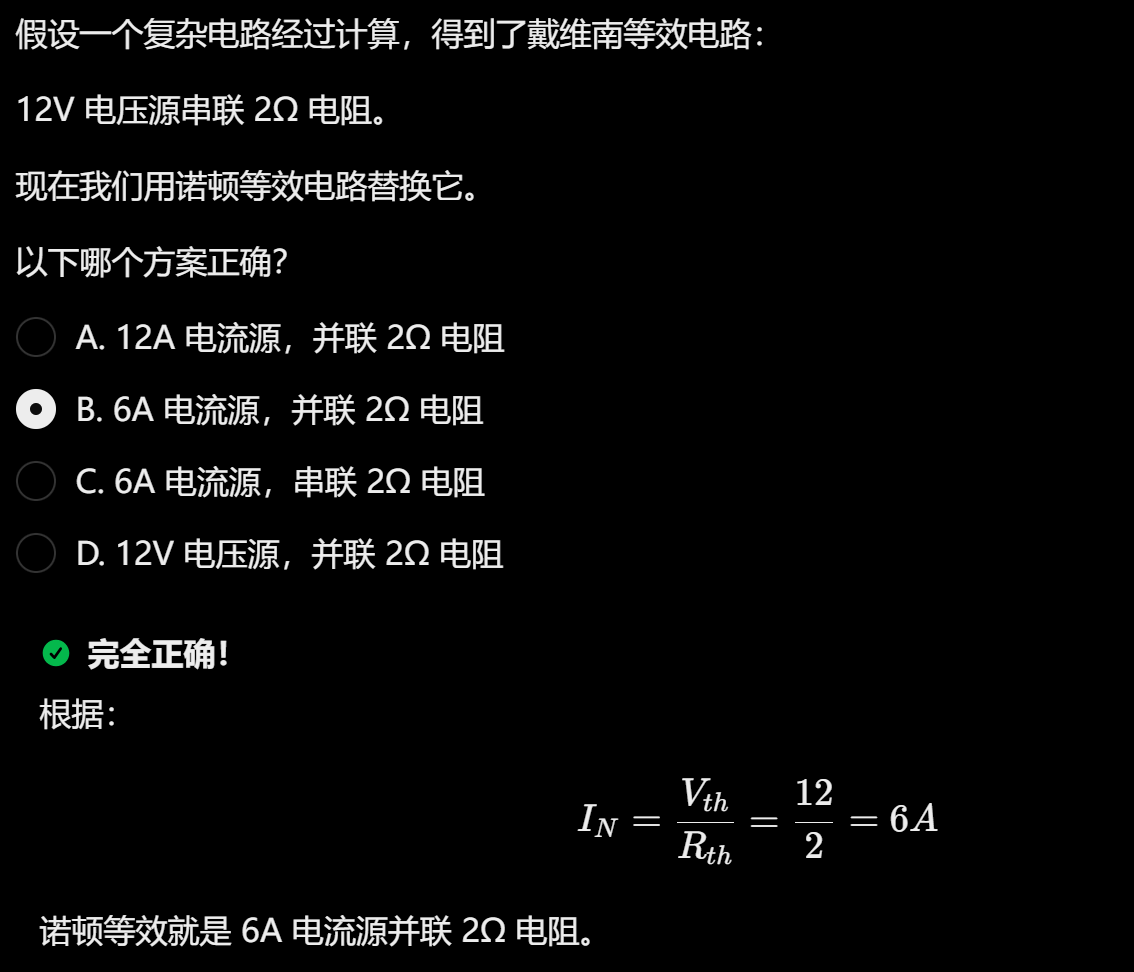 假设一个复杂电路经过计算，得到了戴维南等效电路：
12V 电压源串联 2Ω 电阻。
现在我们用诺顿等效电路替换它。
以下哪个方案正确？
A. 12A 电流源，并联 2Ω 电阻
B. 6A 电流源，并联 2Ω 电阻
C. 6A 电流源，串联 2Ω 电阻
D. 12V 电压源，并联 2Ω 电阻
完全正确！
根据：
I_N = V_th / R_th = 12 / 2 = 6A
诺顿等效就是 6A 电流源并联 2Ω 电阻。